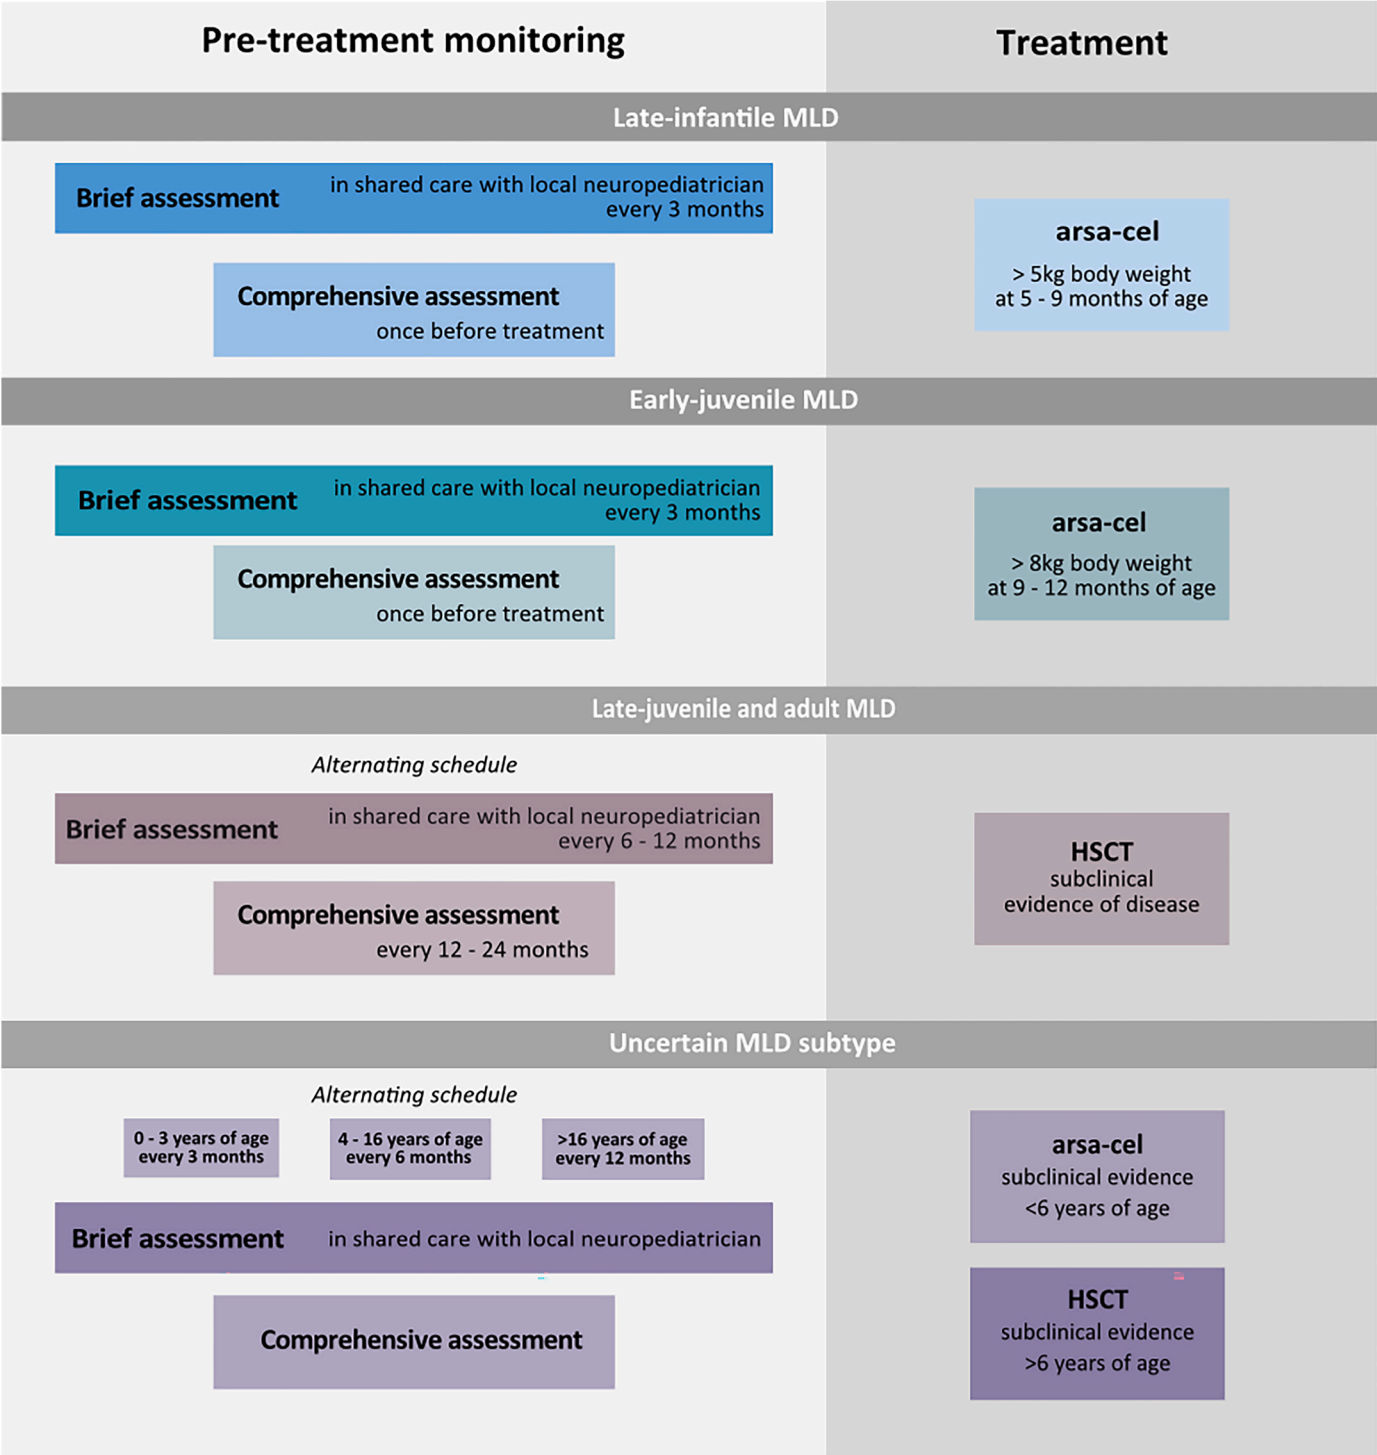 Pre-treatment monitoring
Treatment
Late-infantile MLD
Brief assessment
in shared care with local neuropediatrician
every 3 months
Comprehensive assessment
once before treatment
arsa-cel
> 5kg body weight
at 5 - 9 months of age
Early-juvenile MLD
Brief assessment
in shared care with local neuropediatrician
every 3 months
Comprehensive assessment
once before treatment
arsa-cel
> 8kg body weight
at 9 - 12 months of age
Late-juvenile and adult MLD
Alternating schedule
Brief assessment
in shared care with local neuropediatrician
every 6 - 12 months
Comprehensive assessment
every 12 - 24 months
HSCT
subclinical
evidence of disease
Uncertain MLD subtype
Alternating schedule
0 - 3 years of age
every 3 months
4 - 16 years of age
every 6 months
>16 years of age
every 12 months
Brief assessment
in shared care with local neuropediatrician
Comprehensive assessment
arsa-cel
subclinical evidence
<6 years of age
HSCT
subclinical evidence
>6 years of age